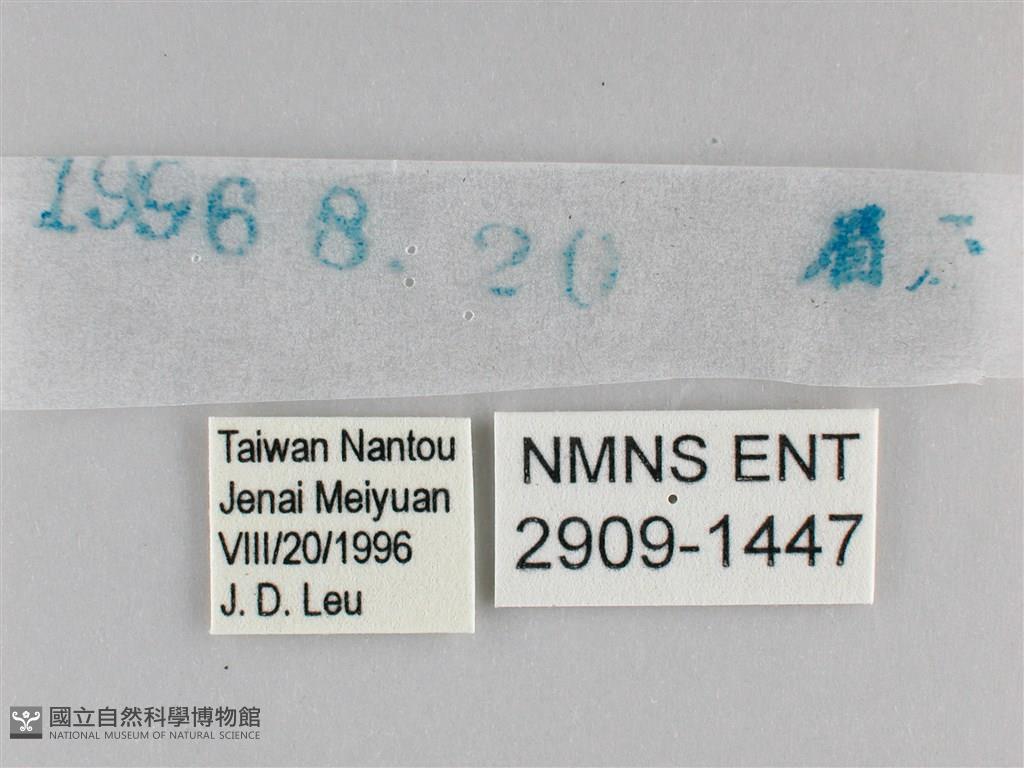 1996 8. 20
Taiwan Nantou
Jenai Meiyuan
VIII/20/1996
J. D. Leu
NMNS ENT
2909-1447
國立自然科學博物館
NATIONAL MUSEUM OF NATURAL SCIENCE